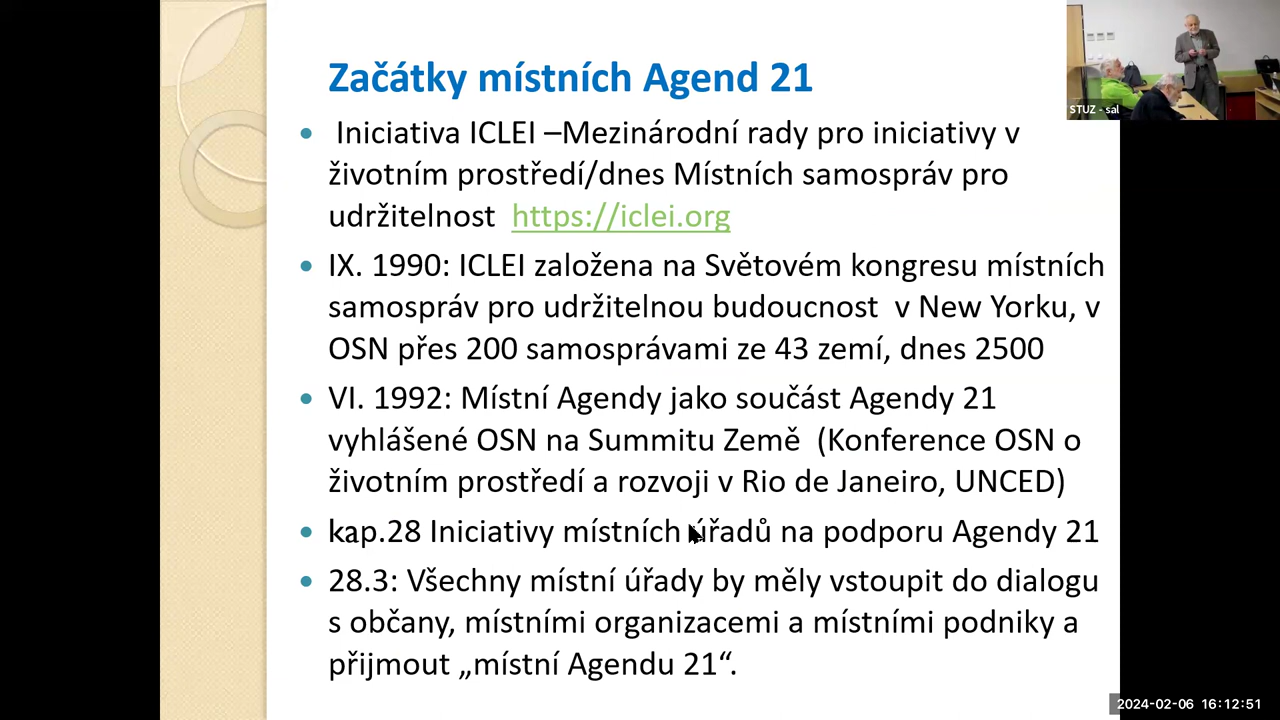 Začátky místních Agend 21
Iniciativa ICLEI –Mezinárodní rady pro iniciativy v
životním prostředí/dnes Místních samospráv pro
udržitelnost https://iclei.org
IX. 1990: ICLEI založena na Světovém kongresu místních
samospráv pro udržitelnou budoucnost v New Yorku, v
OSN přes 200 samosprávami ze 43 zemí, dnes 2500
VI. 1992: Místní Agendy jako součást Agendy 21
vyhlášené OSN na Summitu Země (Konference OSN o
životním prostředí a rozvoji v Rio de Janeiro, UNCED)
kap.28 Iniciativy místních úřadů na podporu Agendy 21
28.3: Všechny místní úřady by měly vstoupit do dialogu
s občany, místními organizacemi a místními podniky a
přijmout „místní Agendu 21“.
STUZ - sal
2024-02-06 16:12:51